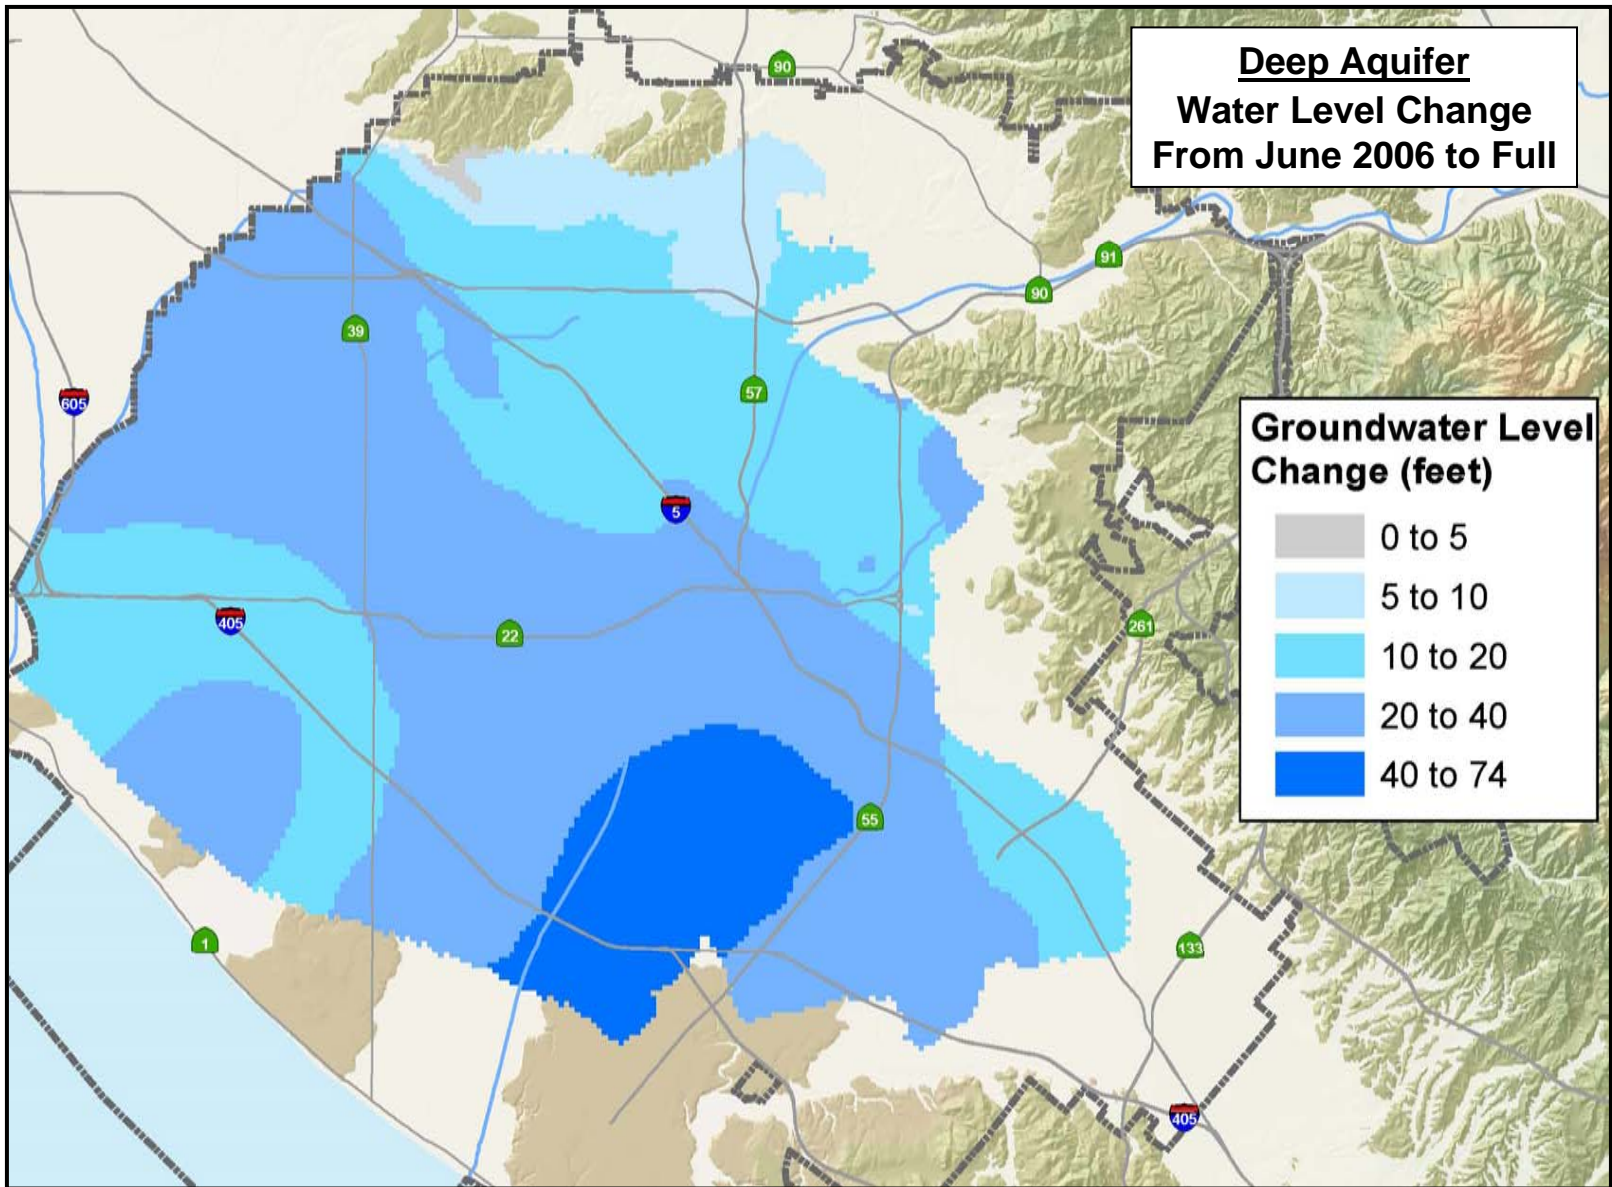 Deep Aquifer
Water Level Change
From June 2006 to Full
90
91
90
39
57
605
Groundwater Level
Change (feet)
0 to 5
5 to 10
10 to 20
20 to 40
40 to 74
5
405
22
261
55
1
133
405